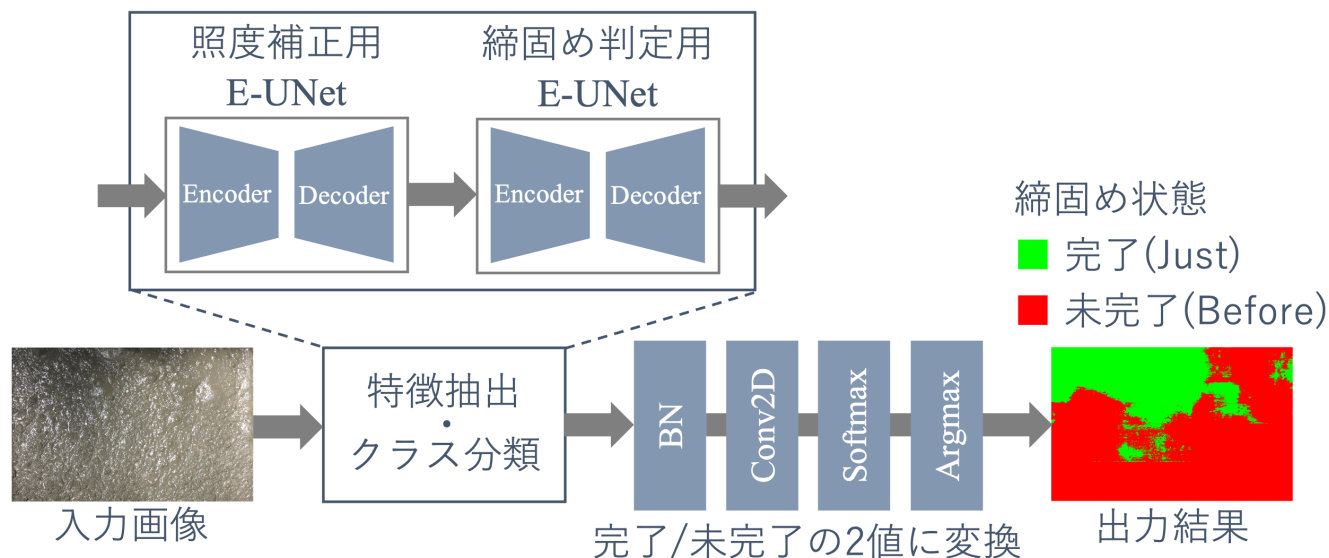 照度補正用
E-UNet
締固め判定用
E-UNet
Encoder
Decoder
Encoder
Decoder
締固め状態
完了(Just)
未完了(Before)
特徴抽出
・
クラス分類
BN
Conv2D
Softmax
Argmax
入力画像
完了/未完了の2値に変換
出力結果